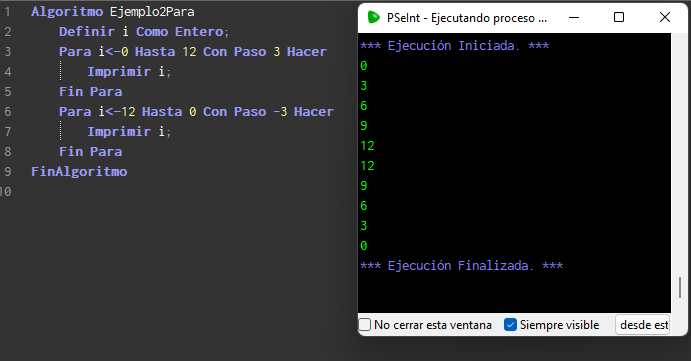 1 Algoritmo Ejemplo2Para
2 Definir i Como Entero;
3 Para i<-0 Hasta 12 Con Paso 3 Hacer
4 Imprimir i;
5 Fin Para
6 Para i<-12 Hasta 0 Con Paso -3 Hacer
7 Imprimir i;
8 Fin Para
9 FinAlgoritmo
10
PSeInt - Ejecutando proceso ...
*** Ejecución Iniciada. ***
0
3
6
9
12
12
9
6
3
0
*** Ejecución Finalizada. ***
No cerrar esta ventana Siempre visible desde est